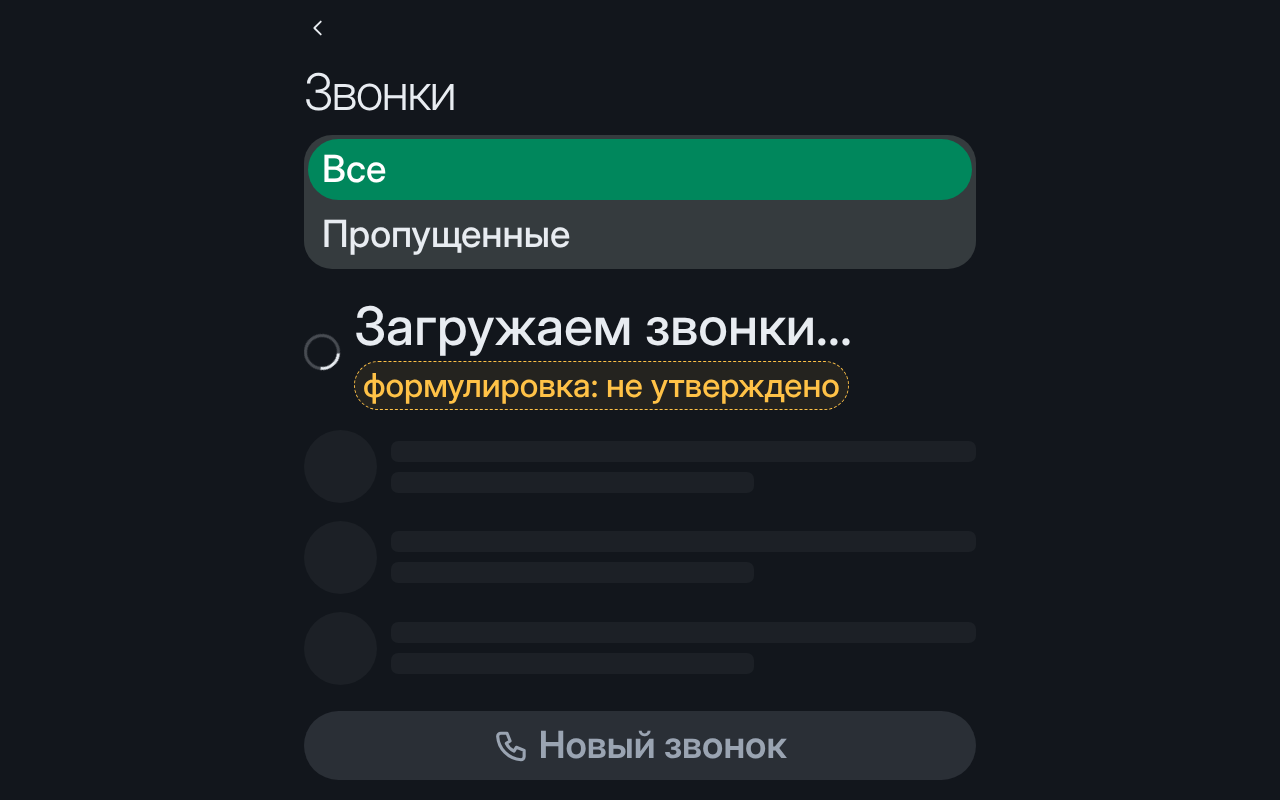 Звонки
Все
Пропущенные
Загружаем звонки...
формулировка: не утверждено
Новый звонок